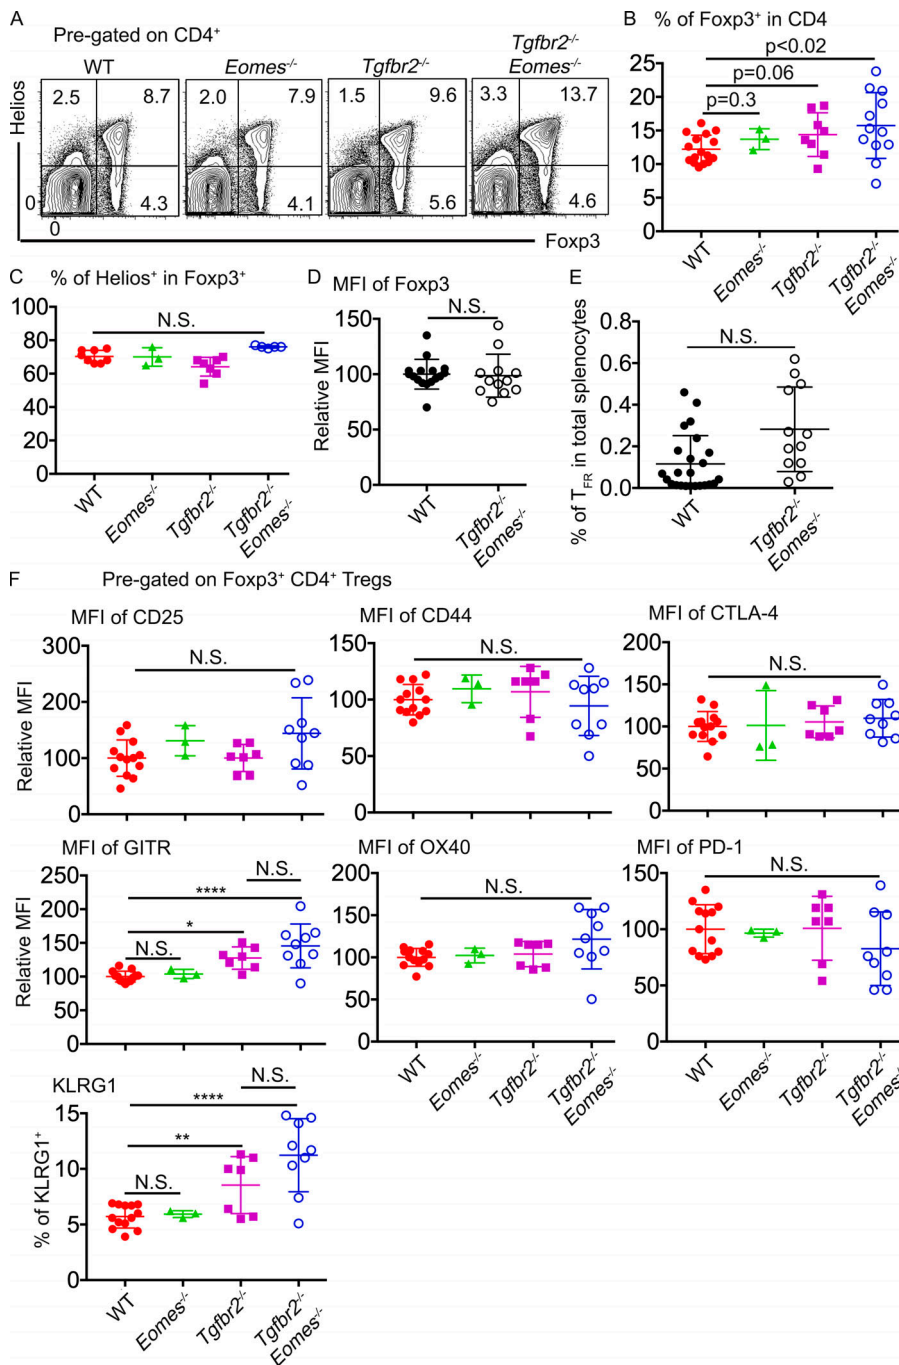 A
Pre-gated on CD4⁺
WT
Eomes⁻/⁻
Tgfbr2⁻/⁻
Tgfbr2⁻/⁻
Eomes⁻/⁻
Helios
2.5 8.7
2.0 7.9
1.5 9.6
3.3 13.7
0
4.3
4.1
5.6
4.6
0
Foxp3
B % of Foxp3⁺ in CD4
p<0.02
p=0.06
p=0.3
25
20
15
10
5
0
WT
Eomes⁻/⁻
Tgfbr2⁻/⁻
Tgfbr2⁻/⁻
Eomes⁻/⁻
C % of Helios⁺ in Foxp3⁺
N.S.
100
80
60
40
20
0
WT
Eomes⁻/⁻
Tgfbr2⁻/⁻
Tgfbr2⁻/⁻
Eomes⁻/⁻
D MFI of Foxp3
N.S.
Relative MFI
150
100
50
0
WT
Tgfbr2⁻/⁻
Eomes⁻/⁻
E
% of TFR in total splenocytes
N.S.
0.8
0.6
0.4
0.2
0.0
WT
Tgfbr2⁻/⁻
Eomes⁻/⁻
F Pre-gated on Foxp3⁺ CD4⁺ Tregs
MFI of CD25
Relative MFI
N.S.
300
200
100
0
MFI of CD44
N.S.
150
100
50
0
MFI of CTLA-4
N.S.
200
150
100
50
0
MFI of GITR
Relative MFI
N.S.
****
*
N.S.
250
200
150
100
50
0
MFI of OX40
N.S.
200
150
100
50
0
WT
Eomes⁻/⁻
Tgfbr2⁻/⁻
Tgfbr2⁻/⁻
Eomes⁻/⁻
MFI of PD-1
N.S.
150
100
50
0
WT
Eomes⁻/⁻
Tgfbr2⁻/⁻
Tgfbr2⁻/⁻
Eomes⁻/⁻
KLRG1
% of KLRG1⁺
N.S.
****
**
N.S.
15
10
5
0
WT
Eomes⁻/⁻
Tgfbr2⁻/⁻
Tgfbr2⁻/⁻
Eomes⁻/⁻